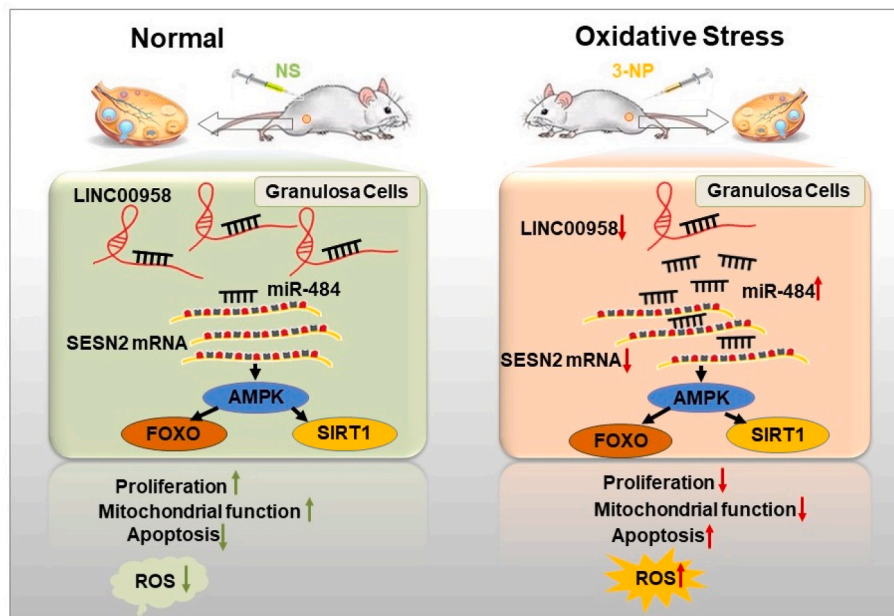 Normal
NS
LINC00958
Granulosa Cells
miR-484
SESN2 mRNA
AMPK
FOXO
SIRT1
Proliferation ↑
Mitochondrial function ↑
Apoptosis ↓
ROS ↓
Oxidative Stress
3-NP
Granulosa Cells
LINC00958 ↓
miR-484 ↑
SESN2 mRNA ↓
AMPK
FOXO
SIRT1
Proliferation ↓
Mitochondrial function ↓
Apoptosis ↑
ROS ↑